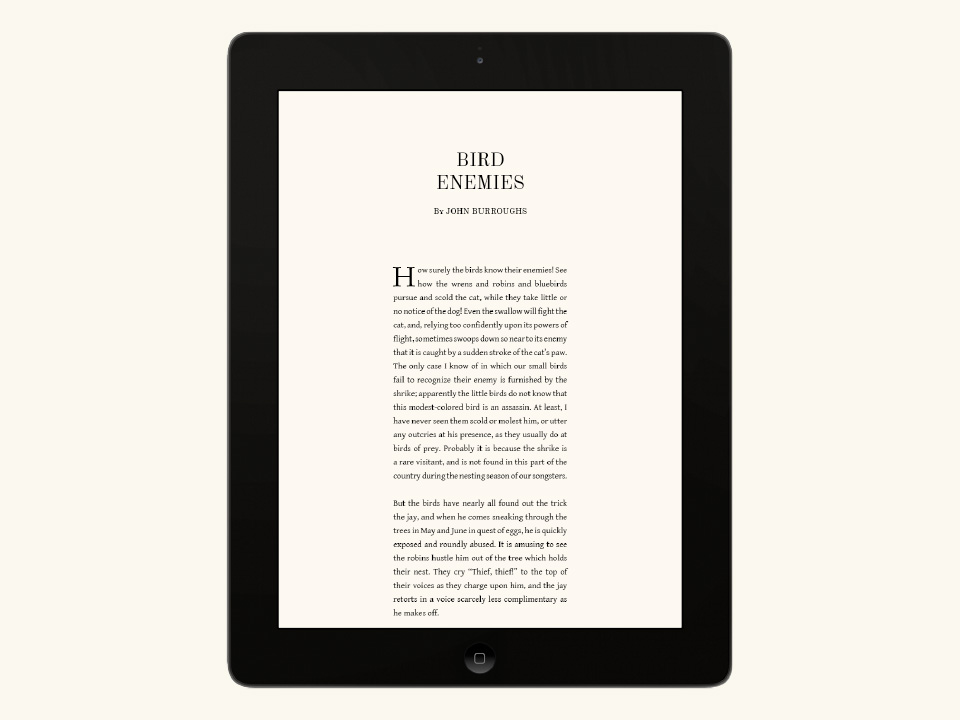 BIRD
ENEMIES
By JOHN BURROUGHS
How surely the birds know their enemies! See
how the wrens and robins and bluebirds
pursue and scold the cat, while they take little or
no notice of the dog! Even the swallow will fight the
cat, and, relying too confidently upon its powers of
flight, sometimes swoops down so near to its enemy
that it is caught by a sudden stroke of the cat's paw.
The only case I know of in which our small birds
fail to recognize their enemy is furnished by the
shrike; apparently the little birds do not know that
this modest-colored bird is an assassin. At least, I
have never seen them scold or molest him, or utter
any outcries at his presence, as they usually do at
birds of prey. Probably it is because the shrike is
a rare visitant, and is not found in this part of the
country during the nesting season of our songsters.
But the birds have nearly all found out the trick
the jay, and when he comes sneaking through the
trees in May and June in quest of eggs, he is quickly
exposed and roundly abused. It is amusing to see
the robins hustle him out of the tree which holds
their nest. They cry “Thief, thief!” to the top of
their voices as they charge upon him, and the jay
retorts in a voice scarcely less complimentary as
he makes off.